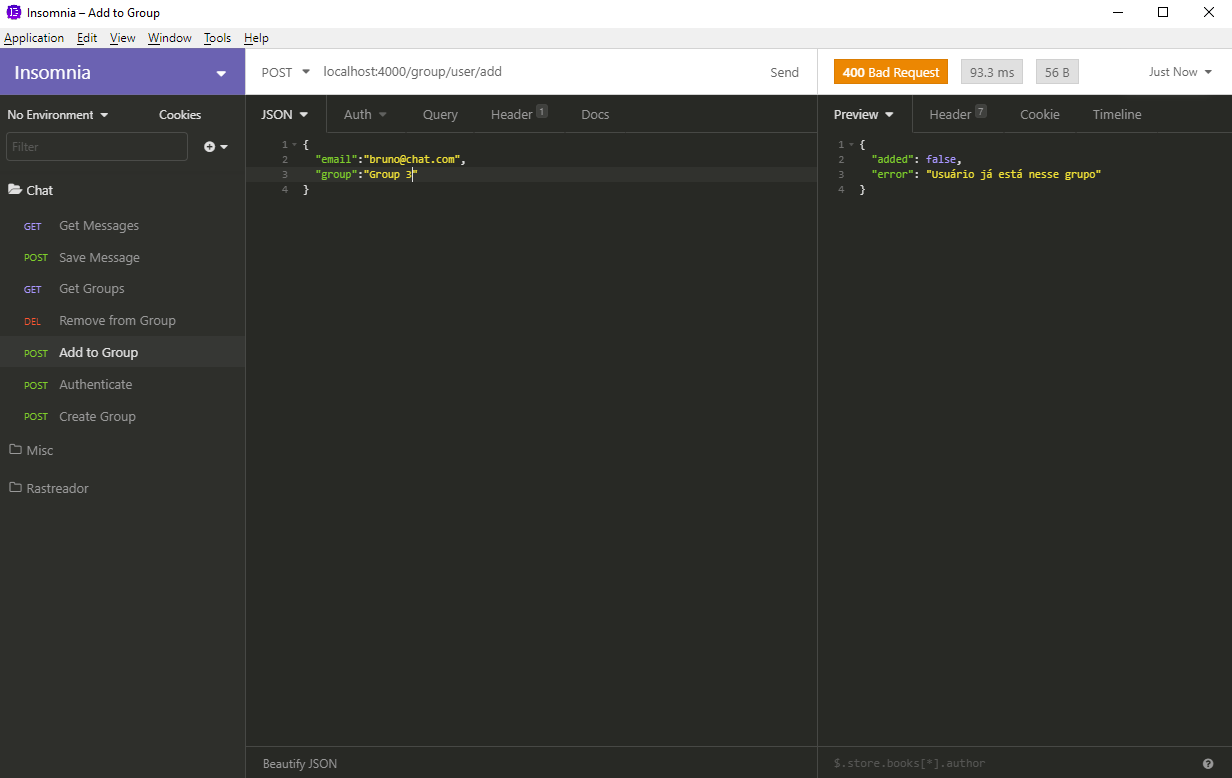 Insomnia – Add to Group
Application Edit View Window Tools Help
Insomnia
POST localhost:4000/group/user/add Send
400 Bad Request 93.3 ms 56 B Just Now
No Environment Cookies
JSON Auth Query Header 1 Docs
Preview Header 7 Cookie Timeline
Filter
Chat
GET Get Messages
POST Save Message
GET Get Groups
DEL Remove from Group
POST Add to Group
POST Authenticate
POST Create Group
Misc
Rastreador
1 {
2 "email":"bruno@chat.com",
3 "group":"Group 3"
4 }
1 {
2 "added": false,
3 "error": "Usuário já está nesse grupo"
4 }
Beautify JSON
$.store.books[*].author